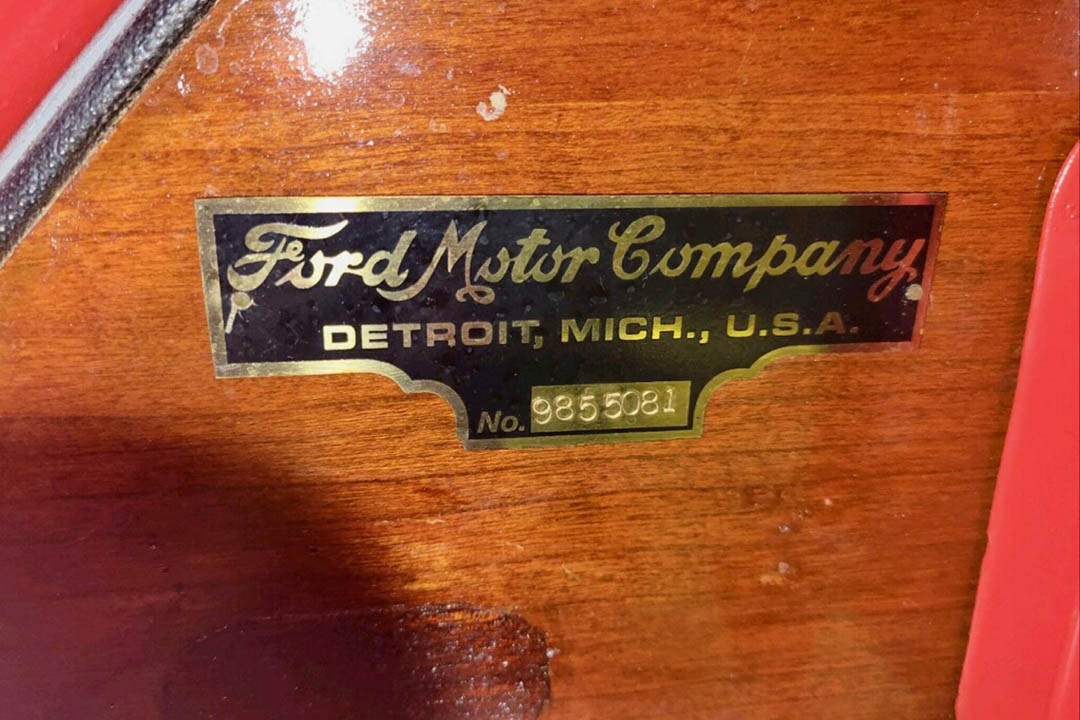 Ford Motor Company
DETROIT, MICH., U.S.A.
No. 9855081